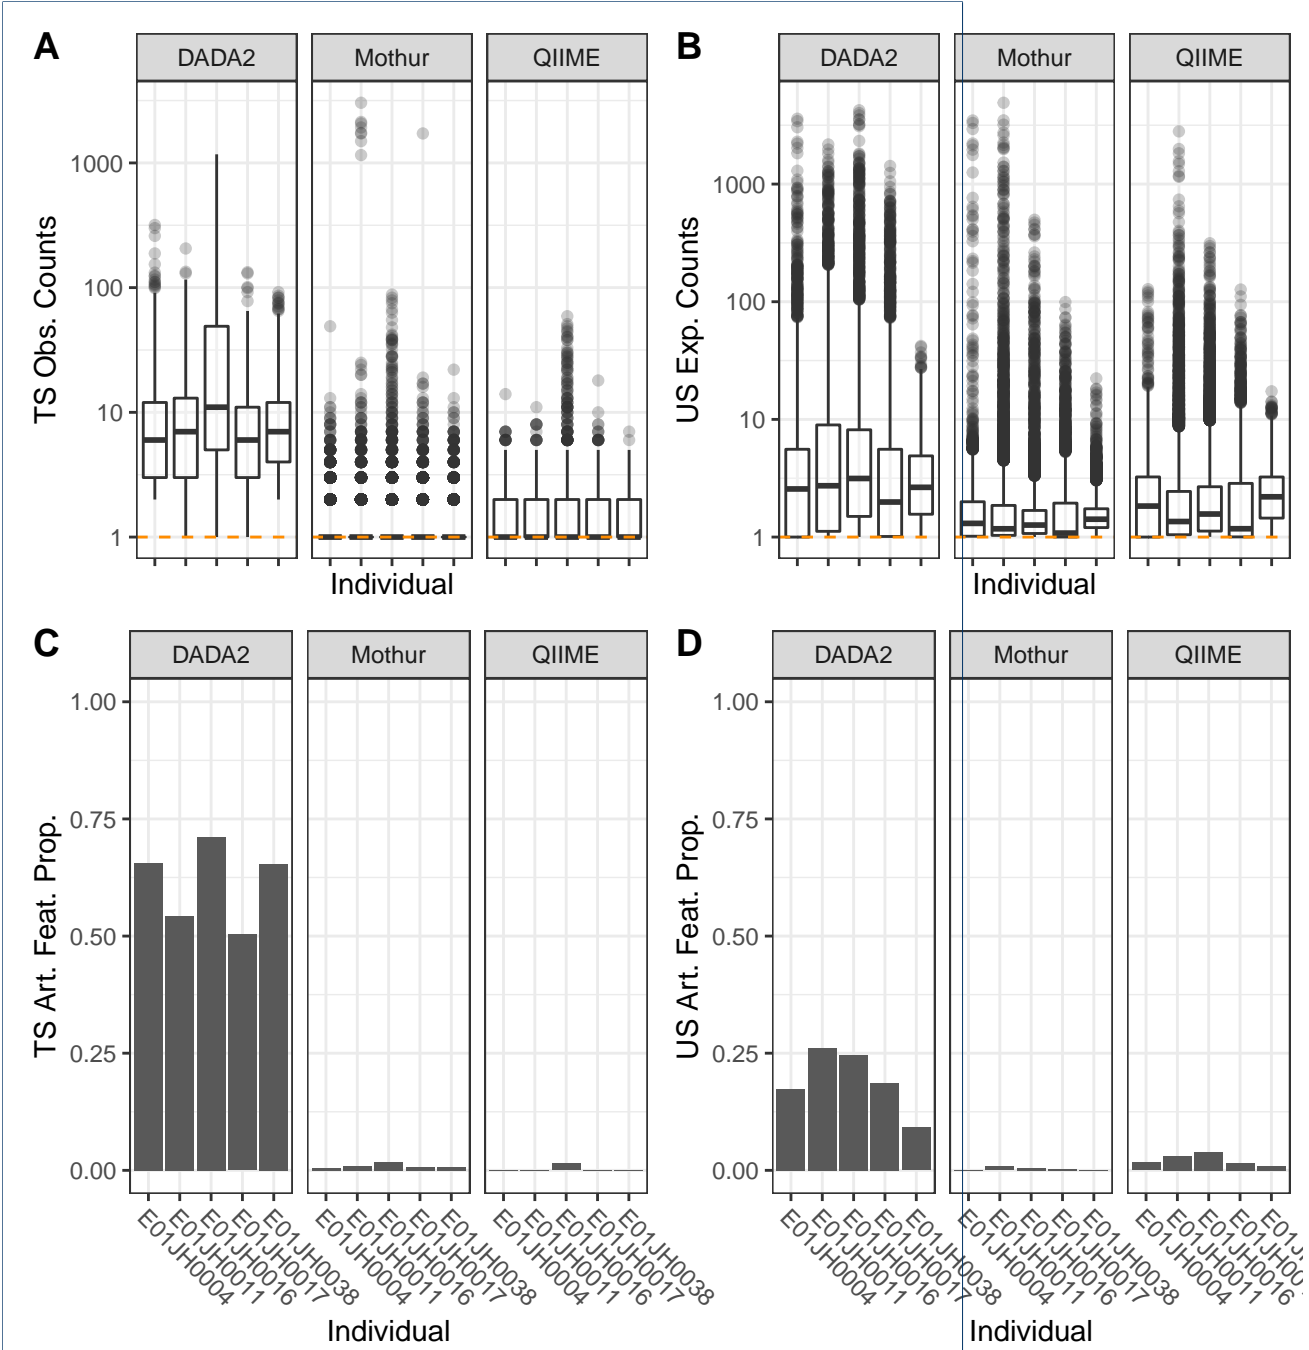 A
DADA2 Mothur QIIME
TS Obs. Counts
1000
100
10
1
Individual
B
DADA2 Mothur QIIME
US Exp. Counts
1000
100
10
1
Individual
C
DADA2 Mothur QIIME
TS Art. Feat. Prop.
1.00
0.75
0.50
0.25
0.00
E01JH0004 E01JH0011 E01JH0016 E01JH0017 E01JH0038
E01JH0004 E01JH0011 E01JH0016 E01JH0017 E01JH0038
E01JH0004 E01JH0011 E01JH0016 E01JH0017 E01JH0038
Individual
D
DADA2 Mothur QIIME
US Art. Feat. Prop.
1.00
0.75
0.50
0.25
0.00
E01JH0004 E01JH0011 E01JH0016 E01JH0017 E01JH0038
E01JH0004 E01JH0011 E01JH0016 E01JH0017 E01JH0038
E01JH0004 E01JH0011
Individual